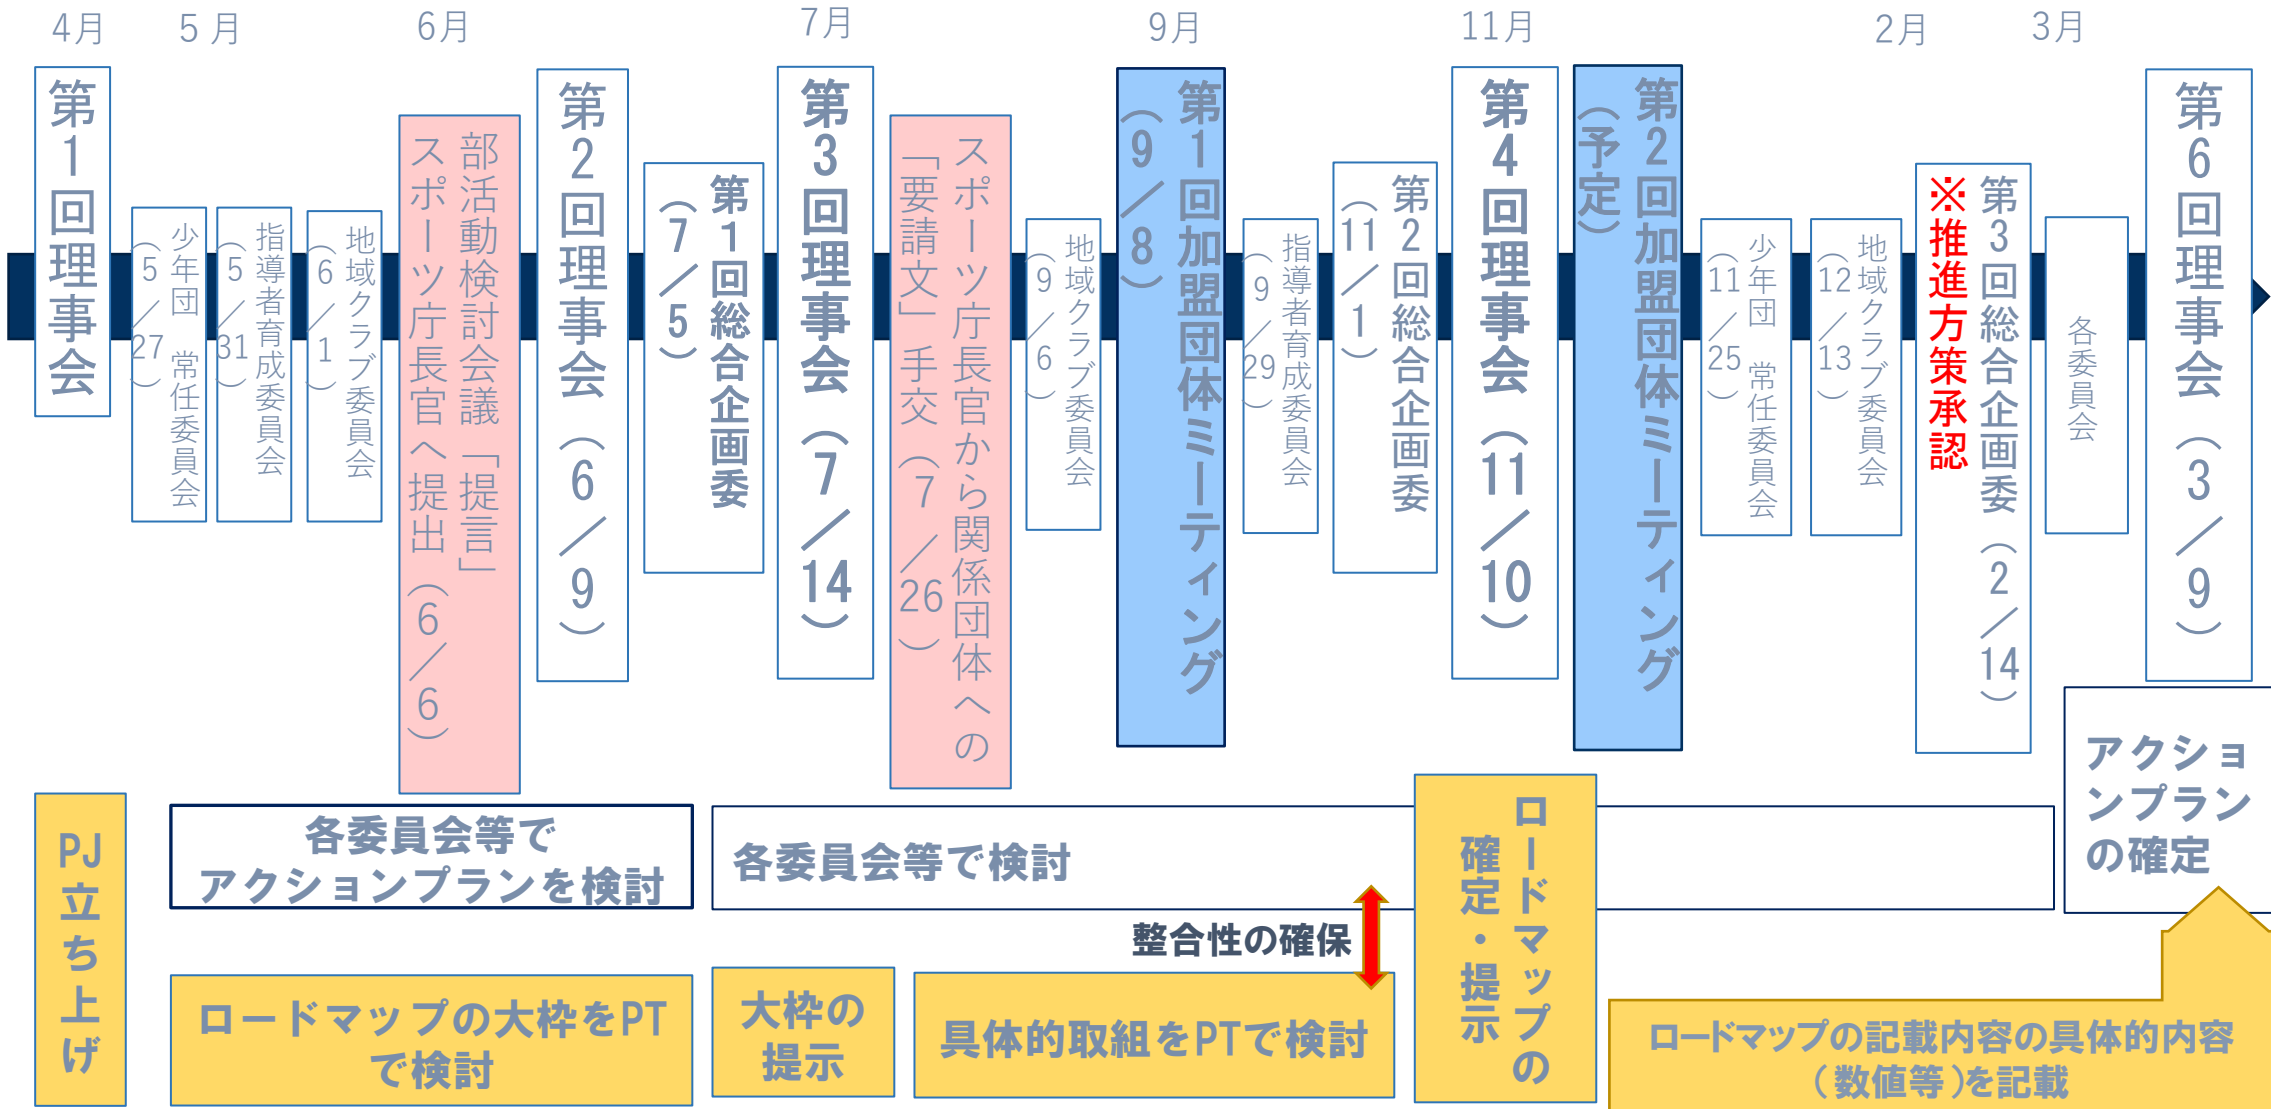 4月
5月
6月
7月
9月
11月
2月
3月
第1回理事会
少年団 常任委員会
(5/27)
指導者育成委員会
(5/31)
地域クラブ委員会
(6/1)
部活動検討会議「提言」
スポーツ庁長官へ提出(6/6)
第2回理事会(6/9)
第1回総合企画委
(7/5)
第3回理事会(7/14)
スポーツ庁長官から関係団体への
「要請文」手交(7/26)
地域クラブ委員会
(9/6)
第1回加盟団体ミーティング
(9/8)
指導者育成委員会
(9/29)
第2回総合企画委
(11/1)
第4回理事会(11/10)
第2回加盟団体ミーティング
(予定)
少年団 常任委員会
(11/25)
地域クラブ委員会
(12/13)
第3回総合企画委(2/14)
※推進方策承認
各委員会
第6回理事会(3/9)
PJ立ち上げ
各委員会等で
アクションプランを検討
各委員会等で検討
整合性の確保
ロードマップの大枠をPT
で検討
大枠の
提示
具体的取組をPTで検討
ロードマップの
確定・提示
アクショ
ンプラン
の確定
ロードマップの記載内容の具体的内容
(数値等)を記載